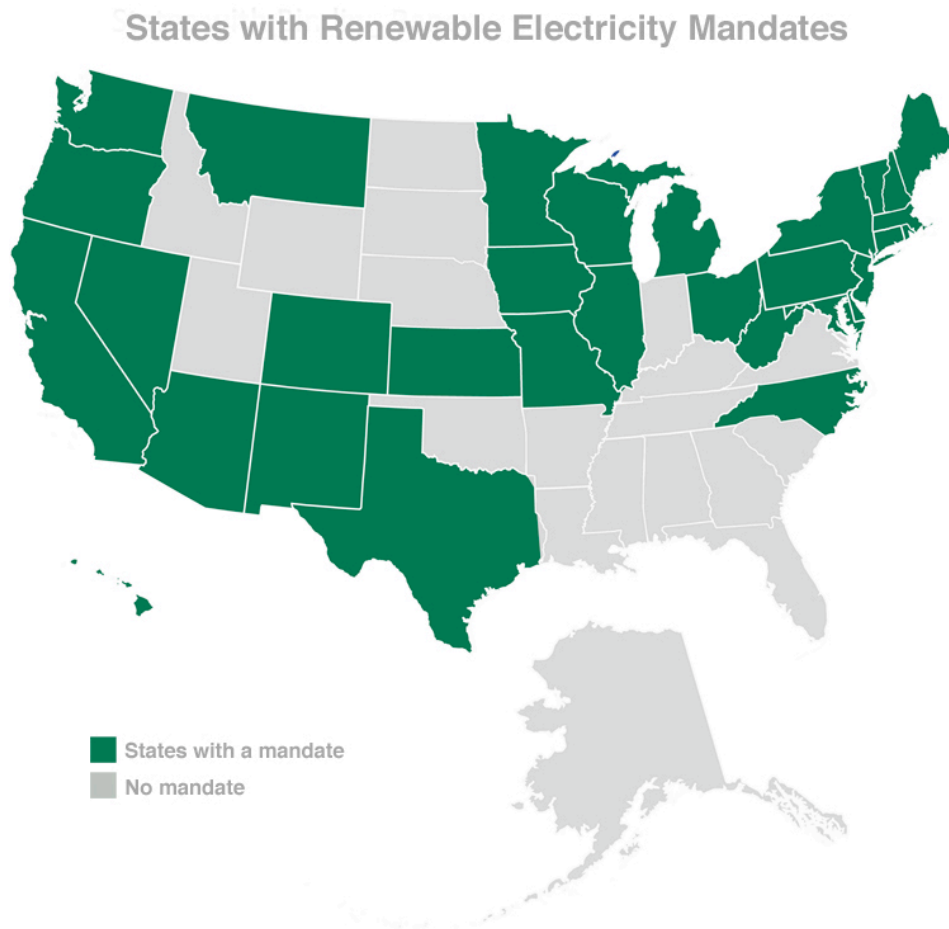 States with Renewable Electricity Mandates
States with a mandate
No mandate